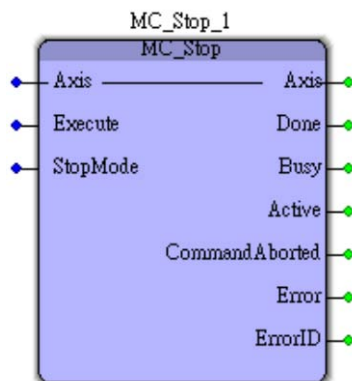 MC_Stop_1
MC_Stop
Axis Axis
Execute Done
StopMode Busy
Active
CommandAborted
Error
ErrorID